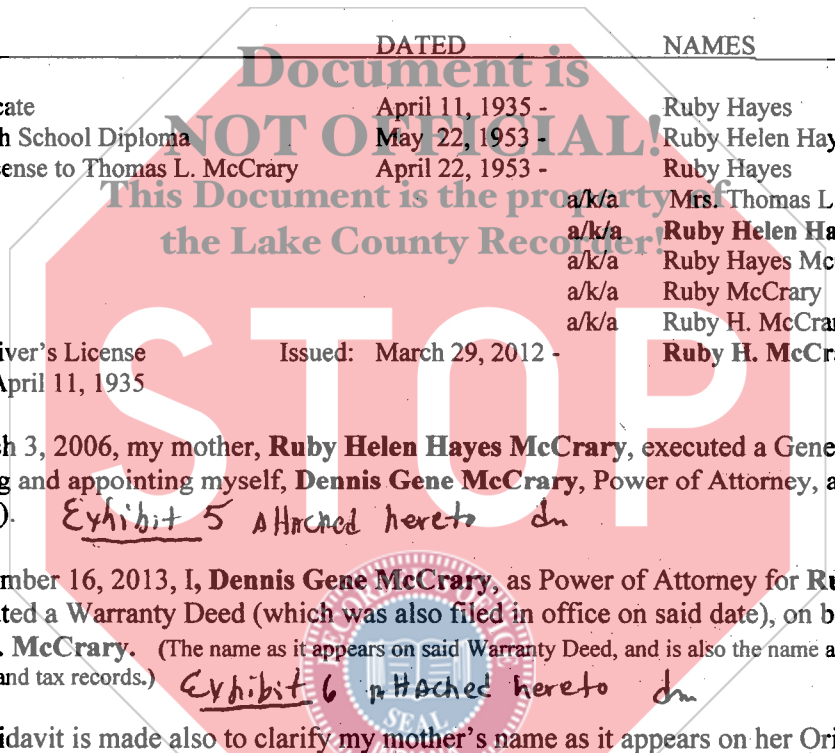 DATED NAMES
Document is
cate April 11, 1935 - Ruby Hayes
h School Diploma May 22, 1953 - Ruby Helen Hay
NOT OFFICIAL!
ense to Thomas L. McCrary April 22, 1953 - Ruby Hayes
This Document is the property of
a/k/a Mrs. Thomas L
the Lake County Recorder!
a/k/a Ruby Helen Ha
a/k/a Ruby Hayes Mc
a/k/a Ruby McCrary
a/k/a Ruby H. McCrar
STOP
iver's License Issued: March 29, 2012 - Ruby H. McCr
April 11, 1935
h 3, 2006, my mother, Ruby Helen Hayes McCrary, executed a Gene
g and appointing myself, Dennis Gene McCrary, Power of Attorney, a
). Exhibit 5 Attached hereto dm
mber 16, 2013, I, Dennis Gene McCrary, as Power of Attorney for Ru
ted a Warranty Deed (which was also filed in office on said date), on b
. McCrary. (The name as it appears on said Warranty Deed, and is also the name a
and tax records.) Exhibit 6 Attached hereto dm
SEAL
idavit is made also to clarify my mother's name as it appears on her Ori